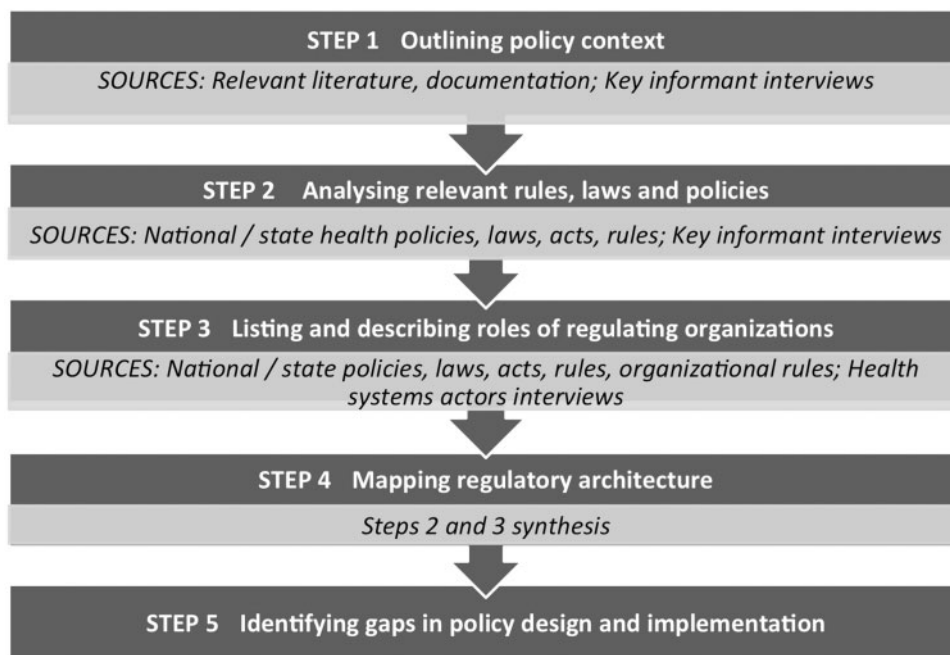 STEP 1 Outlining policy context
SOURCES: Relevant literature, documentation; Key informant interviews
STEP 2 Analysing relevant rules, laws and policies
SOURCES: National / state health policies, laws, acts, rules; Key informant interviews
STEP 3 Listing and describing roles of regulating organizations
SOURCES: National / state policies, laws, acts, rules, organizational rules; Health
systems actors interviews
STEP 4 Mapping regulatory architecture
Steps 2 and 3 synthesis
STEP 5 Identifying gaps in policy design and implementation